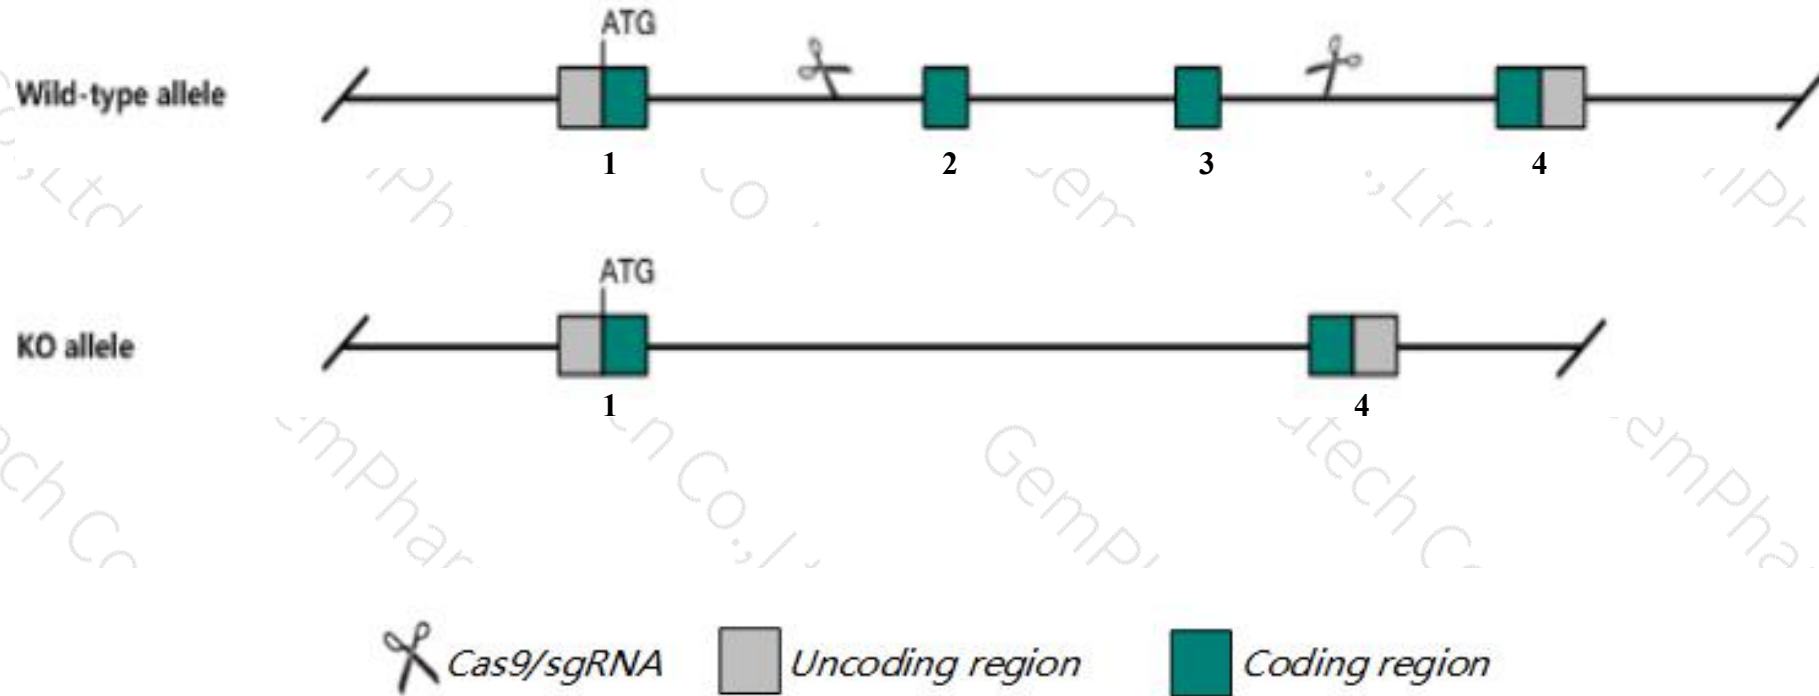 ATG
Wild-type allele
1 2 3 4
ATG
KO allele
1 4
Cas9/sgRNA Uncoding region Coding region